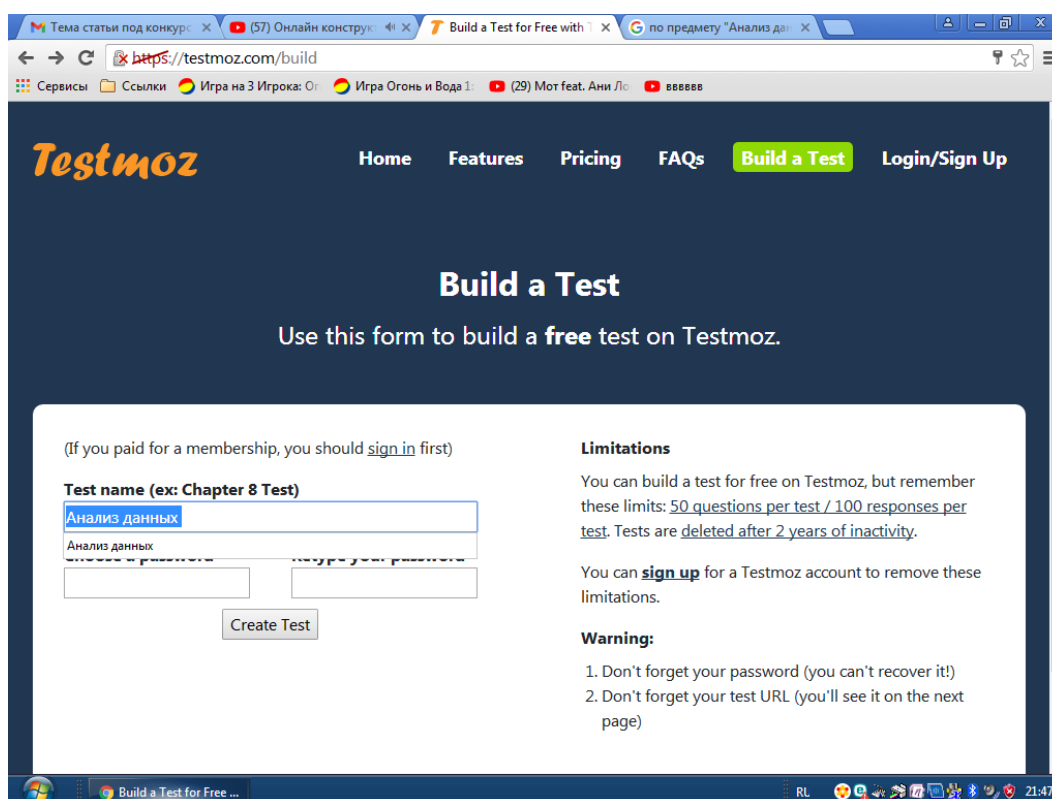 Тема статьи под конкурс
(57) Онлайн конструк
Build a Test for Free with T
по предмету "Анализ дан
https://testmoz.com/build
Сервисы
Ссылки
Игра на 3 Игрока: Ог
Игра Огонь и Вода 1:
(29) Мот feat. Ани Ло
вввввв
Testmoz
Home
Features
Pricing
FAQs
Build a Test
Login/Sign Up
Build a Test
Use this form to build a free test on Testmoz.
(If you paid for a membership, you should sign in first)
Test name (ex: Chapter 8 Test)
Анализ данных
Анализ данных
Choose a password
Retype your password
Create Test
Limitations
You can build a test for free on Testmoz, but remember
these limits: 50 questions per test / 100 responses per
test. Tests are deleted after 2 years of inactivity.
You can sign up for a Testmoz account to remove these
limitations.
Warning:
1. Don't forget your password (you can't recover it!)
2. Don't forget your test URL (you'll see it on the next
page)
Build a Test for Free ...
RL
21:47